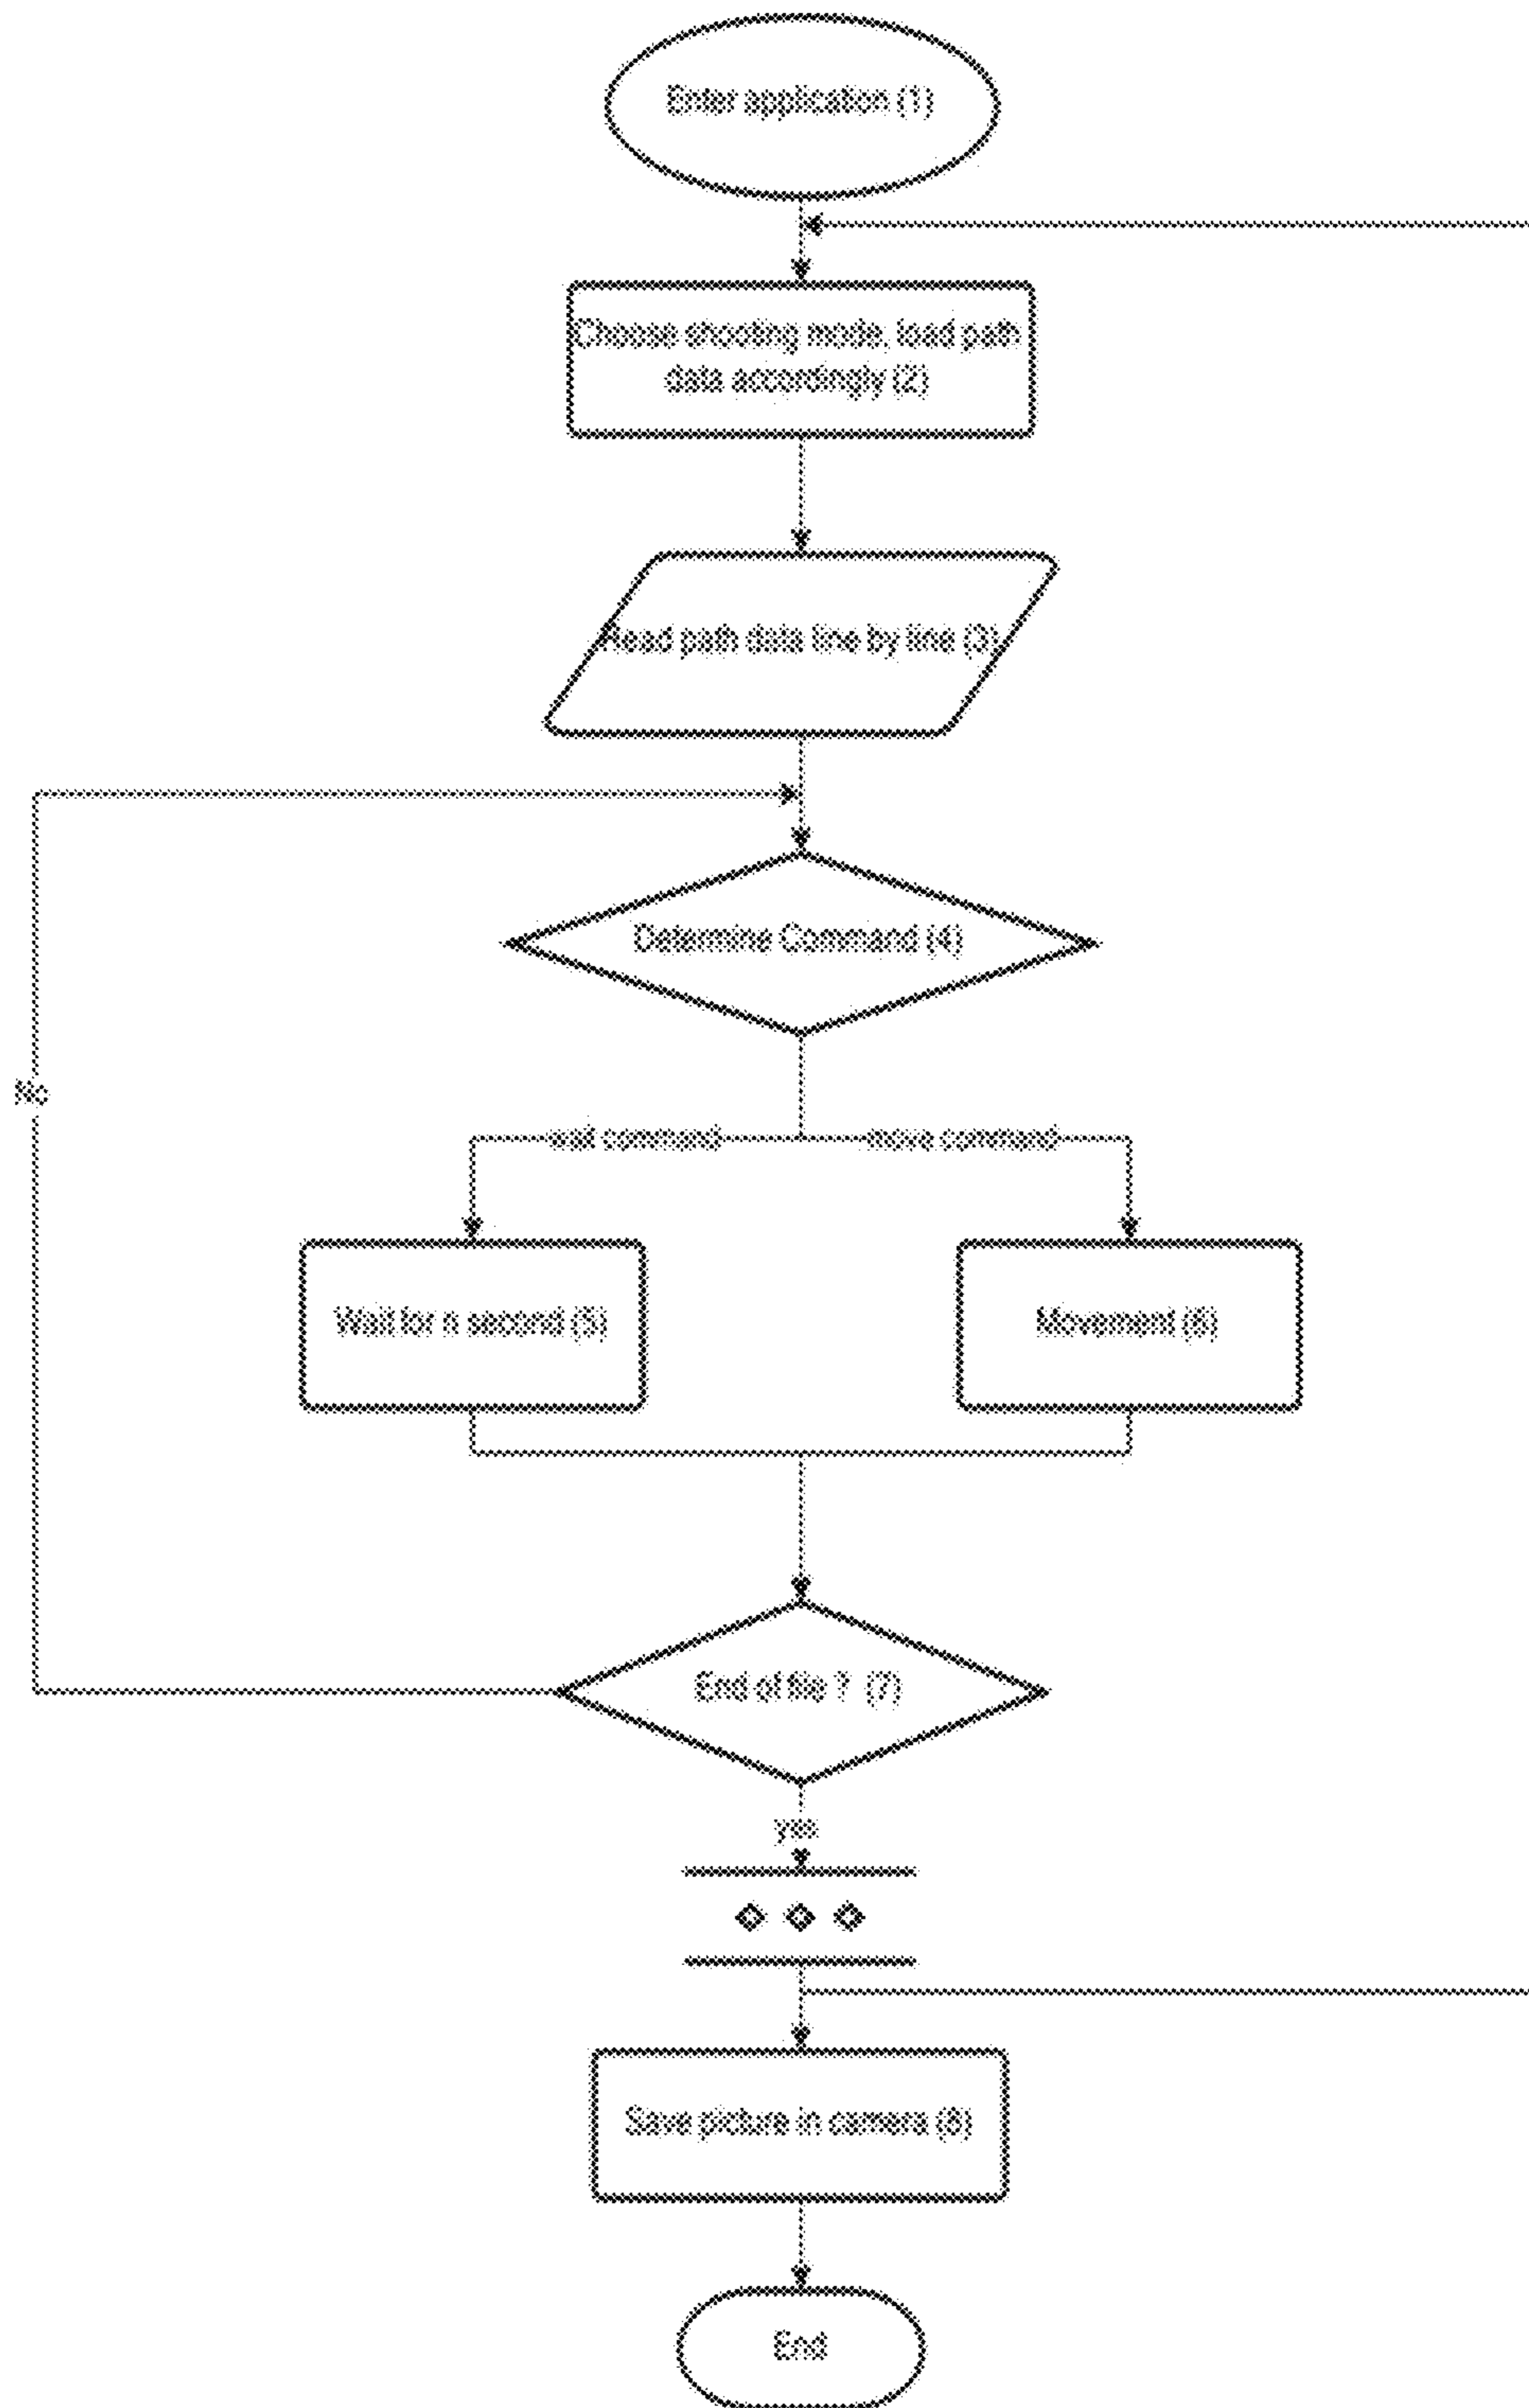 Enter application (1)
Choose shooting mode, load path
data accordingly (2)
Read path data line by line (3)
Determine Command (4)
No
wait command
move command
Wait for n second (5)
Movement (6)
End of file ? (7)
yes
Save picture in camera (8)
End